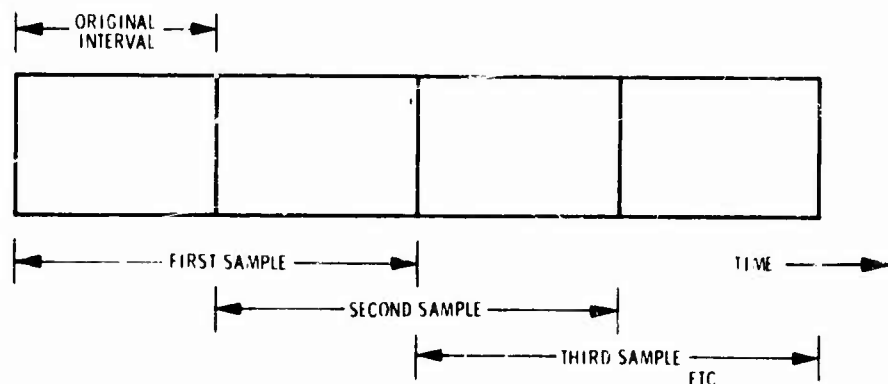 ORIGINAL
INTERVAL
FIRST SAMPLE
TIME
SECOND SAMPLE
THIRD SAMPLE
ETC